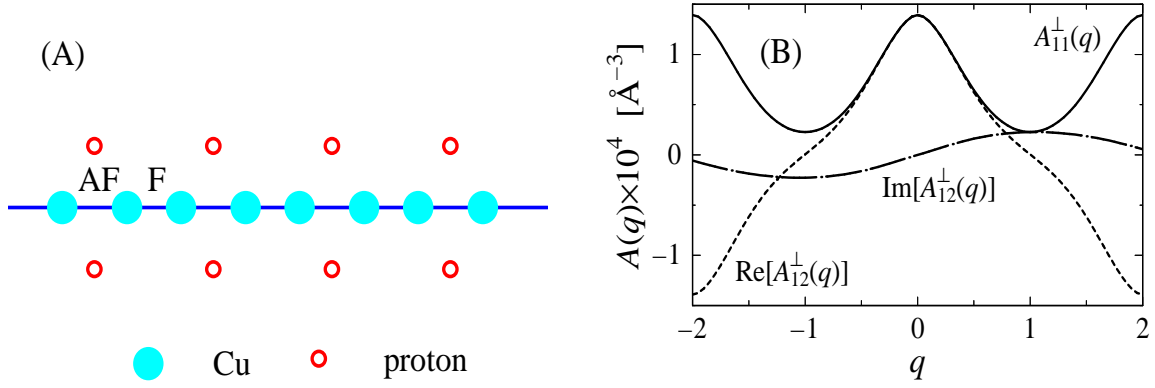 (A)
AF F
Cu proton
(B)
A⊥11(q)
Im[A⊥12(q)]
Re[A⊥12(q)]
A(q)×10⁴ [Å⁻³]
1
0
−1
−2 −1 0 1 2
q